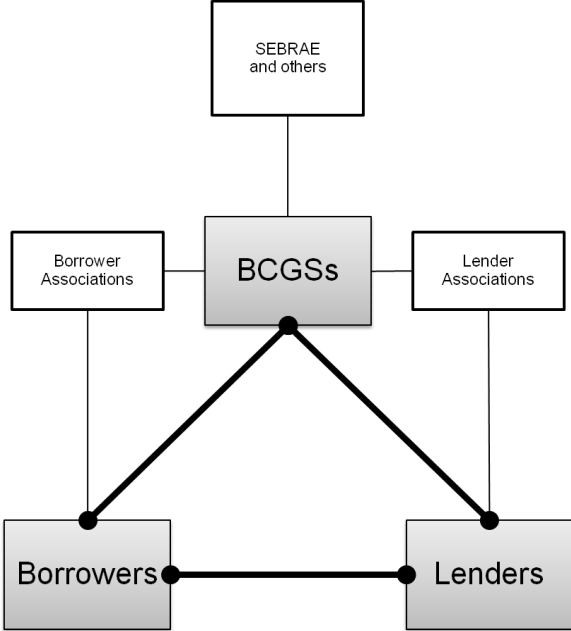 SEBRAE
and others
Borrower
Associations
BCGSs
Lender
Associations
Borrowers
Lenders